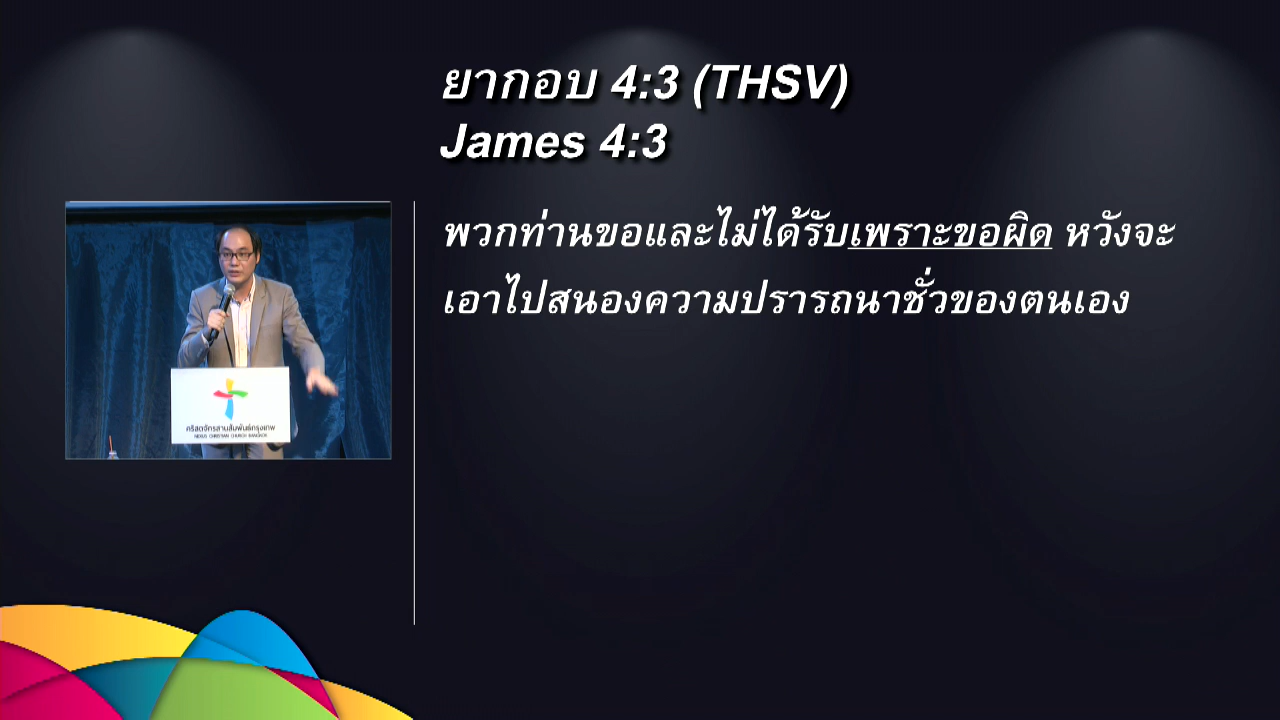 ยากอบ 4:3 (THSV)
James 4:3
พวกท่านขอและไม่ได้รับเพราะขอผิด หวังจะ
เอาไปสนองความปรารถนาชั่วของตนเอง
คริสตจักรสานสัมพันธ์กรุงเทพ
NEXUS CHRISTIAN CHURCH BANGKOK